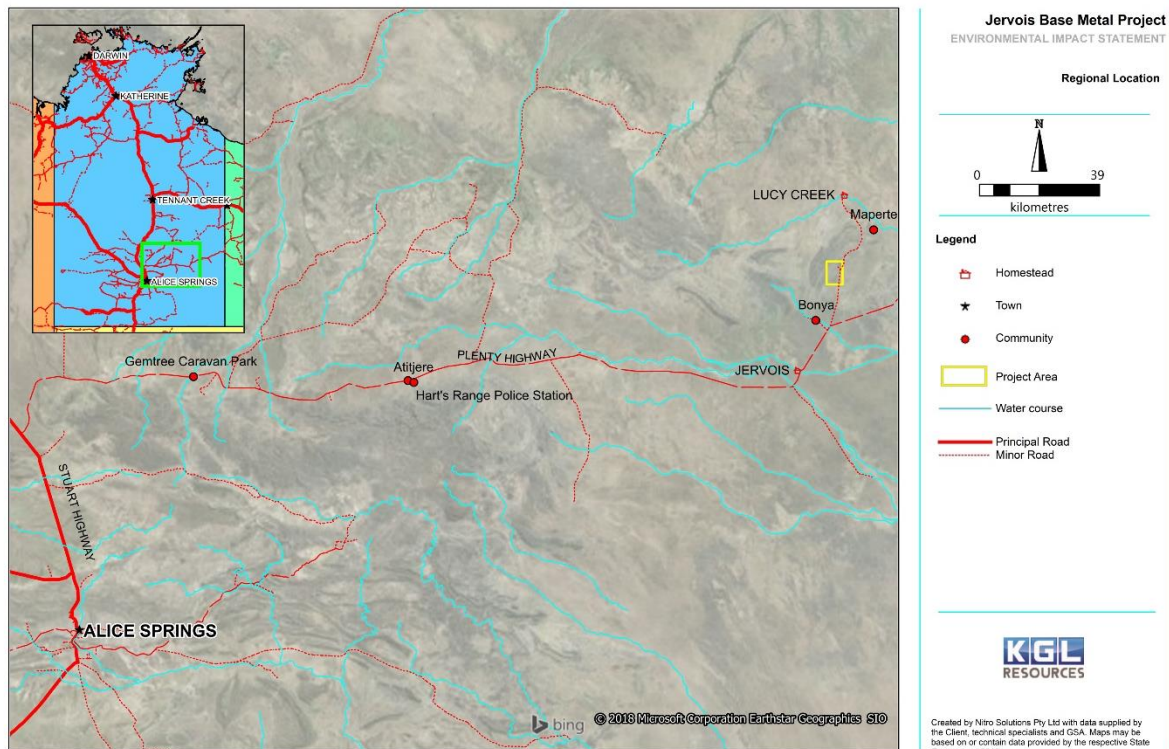 DARWIN
KATHERINE
TENNANT CREEK
ALICE SPRINGS
LUCY CREEK
Maperte
Bonya
Gemtree Caravan Park
Atitjere
PLENTY HIGHWAY
JERVOIS
Hart's Range Police Station
STUART HIGHWAY
ALICE SPRINGS
bing
© 2018 Microsoft Corporation Earthstar Geographics SIO
Jervois Base Metal Project
ENVIRONMENTAL IMPACT STATEMENT
Regional Location
N
0 39
kilometres
Legend
Homestead
Town
Community
Project Area
Water course
Principal Road
Minor Road
KGL
RESOURCES
Created by Nitro Solutions Pty Ltd with data supplied by
the Client, technical specialists and GSA. Maps may be
based on or contain data provided by the respective State